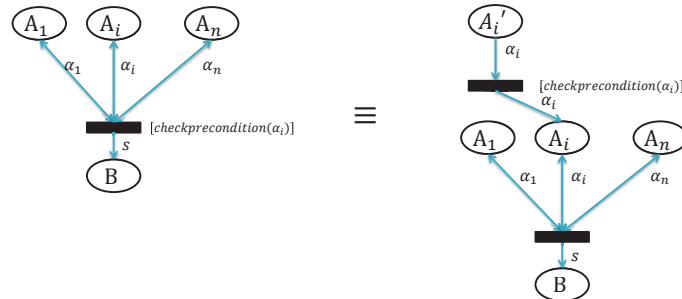 A₁ Aᵢ Aₙ
α₁ αᵢ αₙ
[checkprecondition(αᵢ)]
s
B
≡
Aᵢ′
αᵢ
[checkprecondition(αᵢ)]
αᵢ
A₁ Aᵢ Aₙ
α₁ αᵢ αₙ
s
B